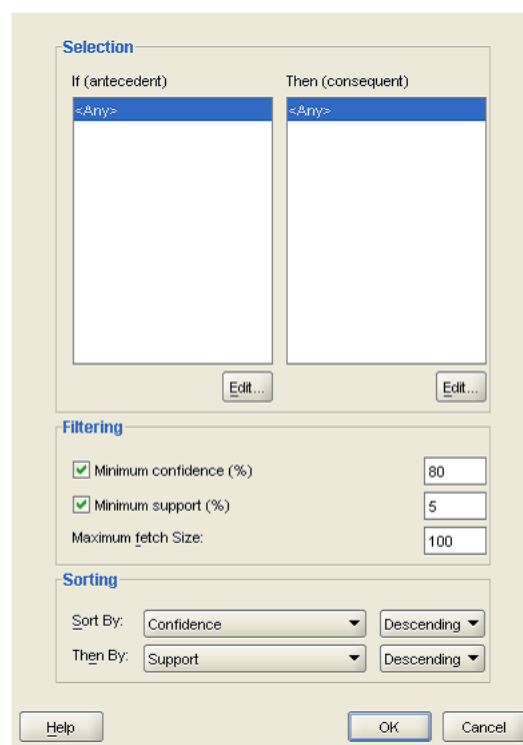 Selection
If (antecedent) Then (consequent)
<Any> <Any>
Edit... Edit...
Filtering
Minimum confidence (%) 80
Minimum support (%) 5
Maximum fetch Size: 100
Sorting
Sort By: Confidence Descending
Then By: Support Descending
Help OK Cancel